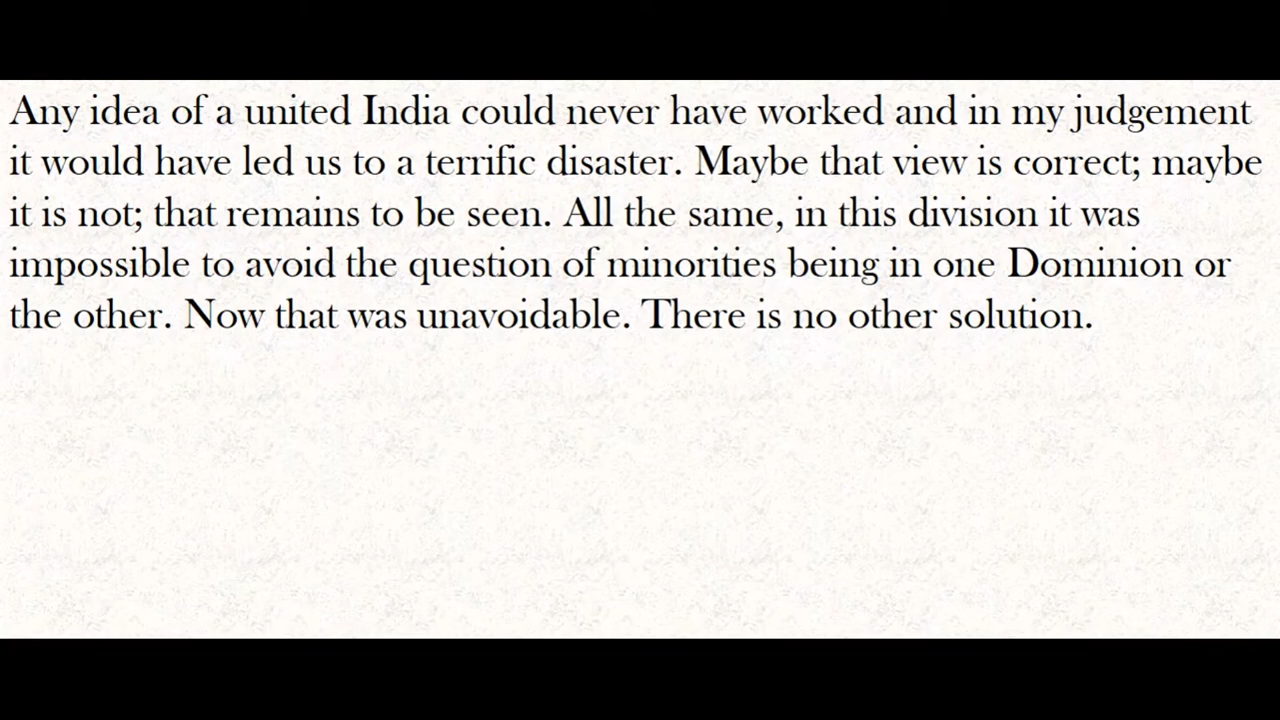 Any idea of a united India could never have worked and in my judgement
it would have led us to a terrific disaster. Maybe that view is correct; maybe
it is not; that remains to be seen. All the same, in this division it was
impossible to avoid the question of minorities being in one Dominion or
the other. Now that was unavoidable. There is no other solution.